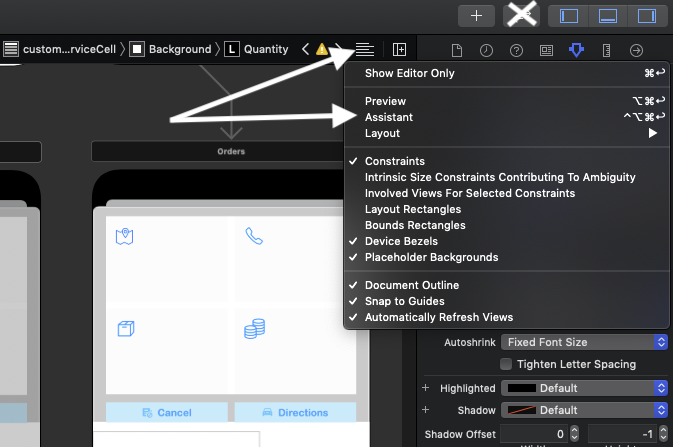 custom...rviceCell
Background
L Quantity
Show Editor Only ⌘↩
Preview ⌥⌘↩
Assistant ⌃⌥⌘↩
Layout
✓ Constraints
Intrinsic Size Constraints Contributing To Ambiguity
Involved Views For Selected Constraints
Layout Rectangles
Bounds Rectangles
✓ Device Bezels
✓ Placeholder Backgrounds
✓ Document Outline
✓ Snap to Guides
✓ Automatically Refresh Views
Orders
Cancel
Directions
Autoshrink Fixed Font Size
Tighten Letter Spacing
+ Highlighted Default
+ Shadow Default
Shadow Offset 0 -1
Width